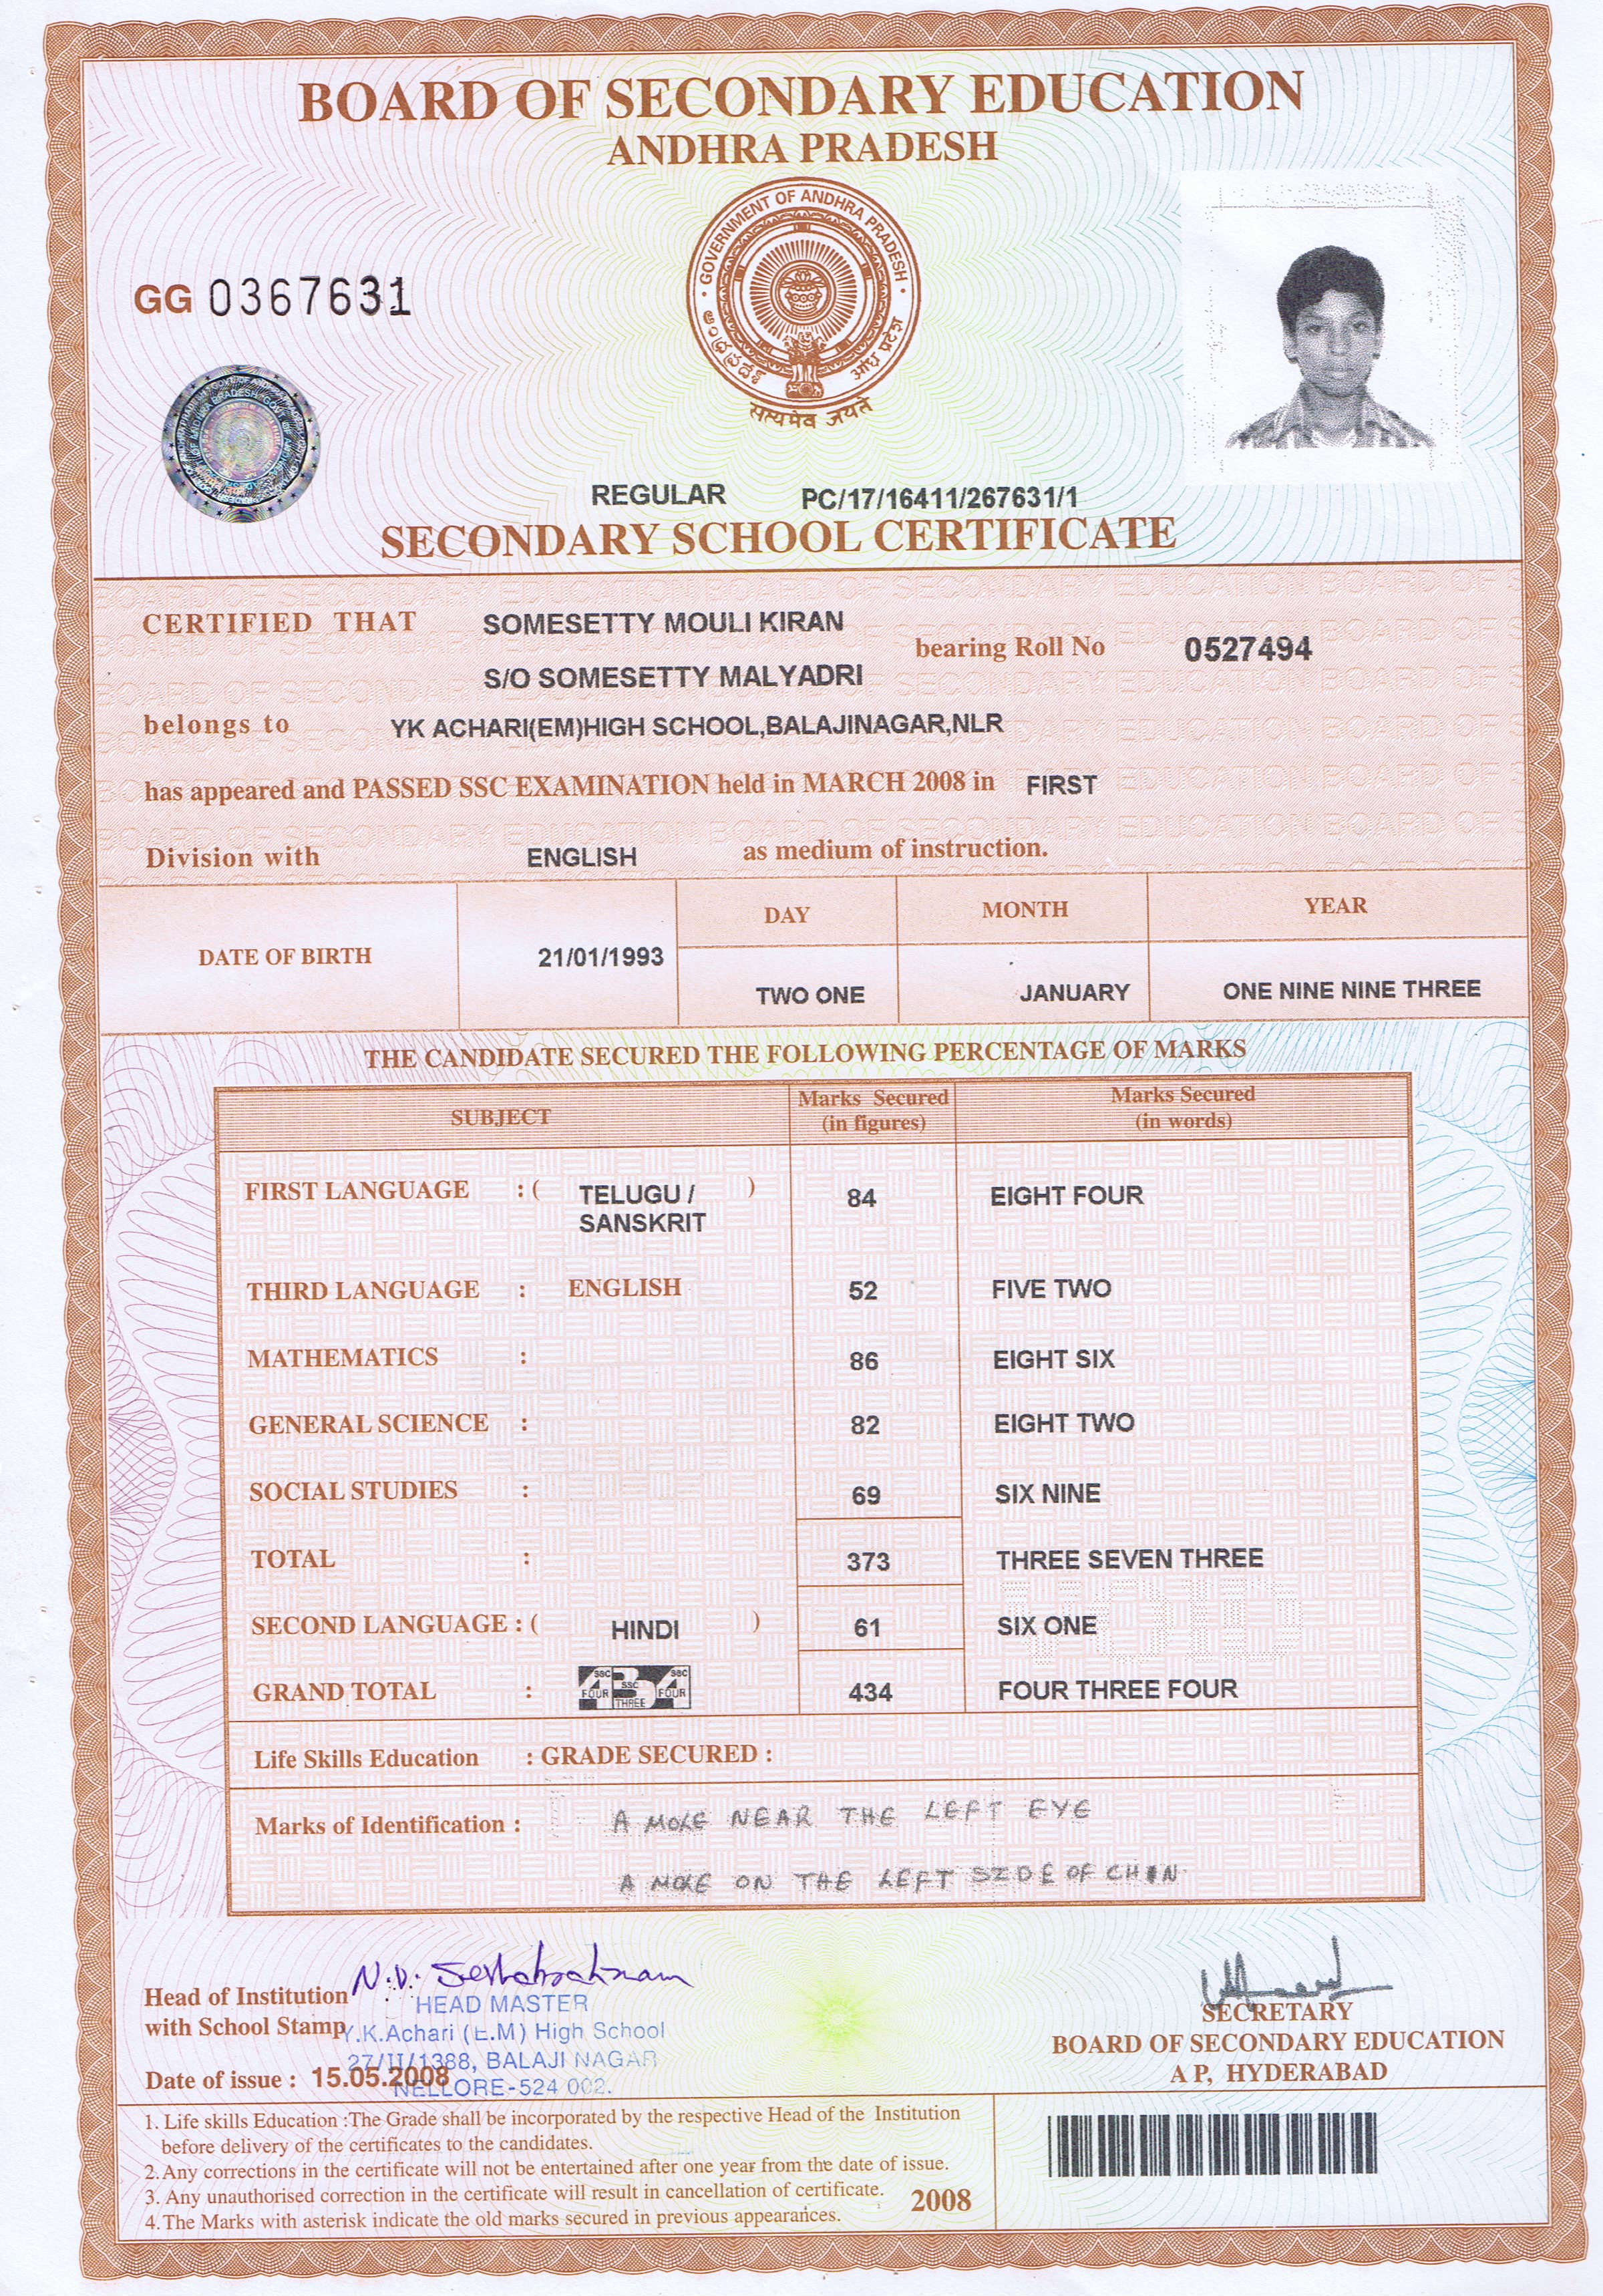 BOARD OF SECONDARY EDUCATION
ANDHRA PRADESH
GOVERNMENT OF ANDHRA PRADESH
ఆంధ్రప్రదేశ్
आंध्र प्रदेश
सत्यमेव जयते
GG 0367631
REGULAR PC/17/16411/267631/1
SECONDARY SCHOOL CERTIFICATE
CERTIFIED THAT SOMESETTY MOULI KIRAN
bearing Roll No 0527494
S/O SOMESETTY MALYADRI
belongs to YK ACHARI(EM)HIGH SCHOOL,BALAJINAGAR,NLR
has appeared and PASSED SSC EXAMINATION held in MARCH 2008 in FIRST
Division with ENGLISH as medium of instruction.
DATE OF BIRTH 21/01/1993
DAY MONTH YEAR
TWO ONE JANUARY ONE NINE NINE THREE
THE CANDIDATE SECURED THE FOLLOWING PERCENTAGE OF MARKS
SUBJECT Marks Secured (in figures) Marks Secured (in words)
FIRST LANGUAGE : ( TELUGU / SANSKRIT ) 84 EIGHT FOUR
THIRD LANGUAGE : ENGLISH 52 FIVE TWO
MATHEMATICS : 86 EIGHT SIX
GENERAL SCIENCE : 82 EIGHT TWO
SOCIAL STUDIES : 69 SIX NINE
TOTAL : 373 THREE SEVEN THREE
SECOND LANGUAGE : ( HINDI ) 61 SIX ONE
VOID
GRAND TOTAL : 434 FOUR THREE FOUR
SSC FOUR SSC THREE SSC FOUR
Life Skills Education : GRADE SECURED :
Marks of Identification : A MOLE NEAR THE LEFT EYE
A MOLE ON THE LEFT SIDE OF CHIN
Head of Institution
with School Stamp
HEAD MASTER
Y.K.Achari (E.M) High School
27/II/1388, BALAJI NAGAR
NELLORE-524 002.
Date of issue : 15.05.2008
SECRETARY
BOARD OF SECONDARY EDUCATION
A P, HYDERABAD
1. Life skills Education :The Grade shall be incorporated by the respective Head of the Institution
before delivery of the certificates to the candidates.
2. Any corrections in the certificate will not be entertained after one year from the date of issue.
3. Any unauthorised correction in the certificate will result in cancellation of certificate.
4. The Marks with asterisk indicate the old marks secured in previous appearances.
2008